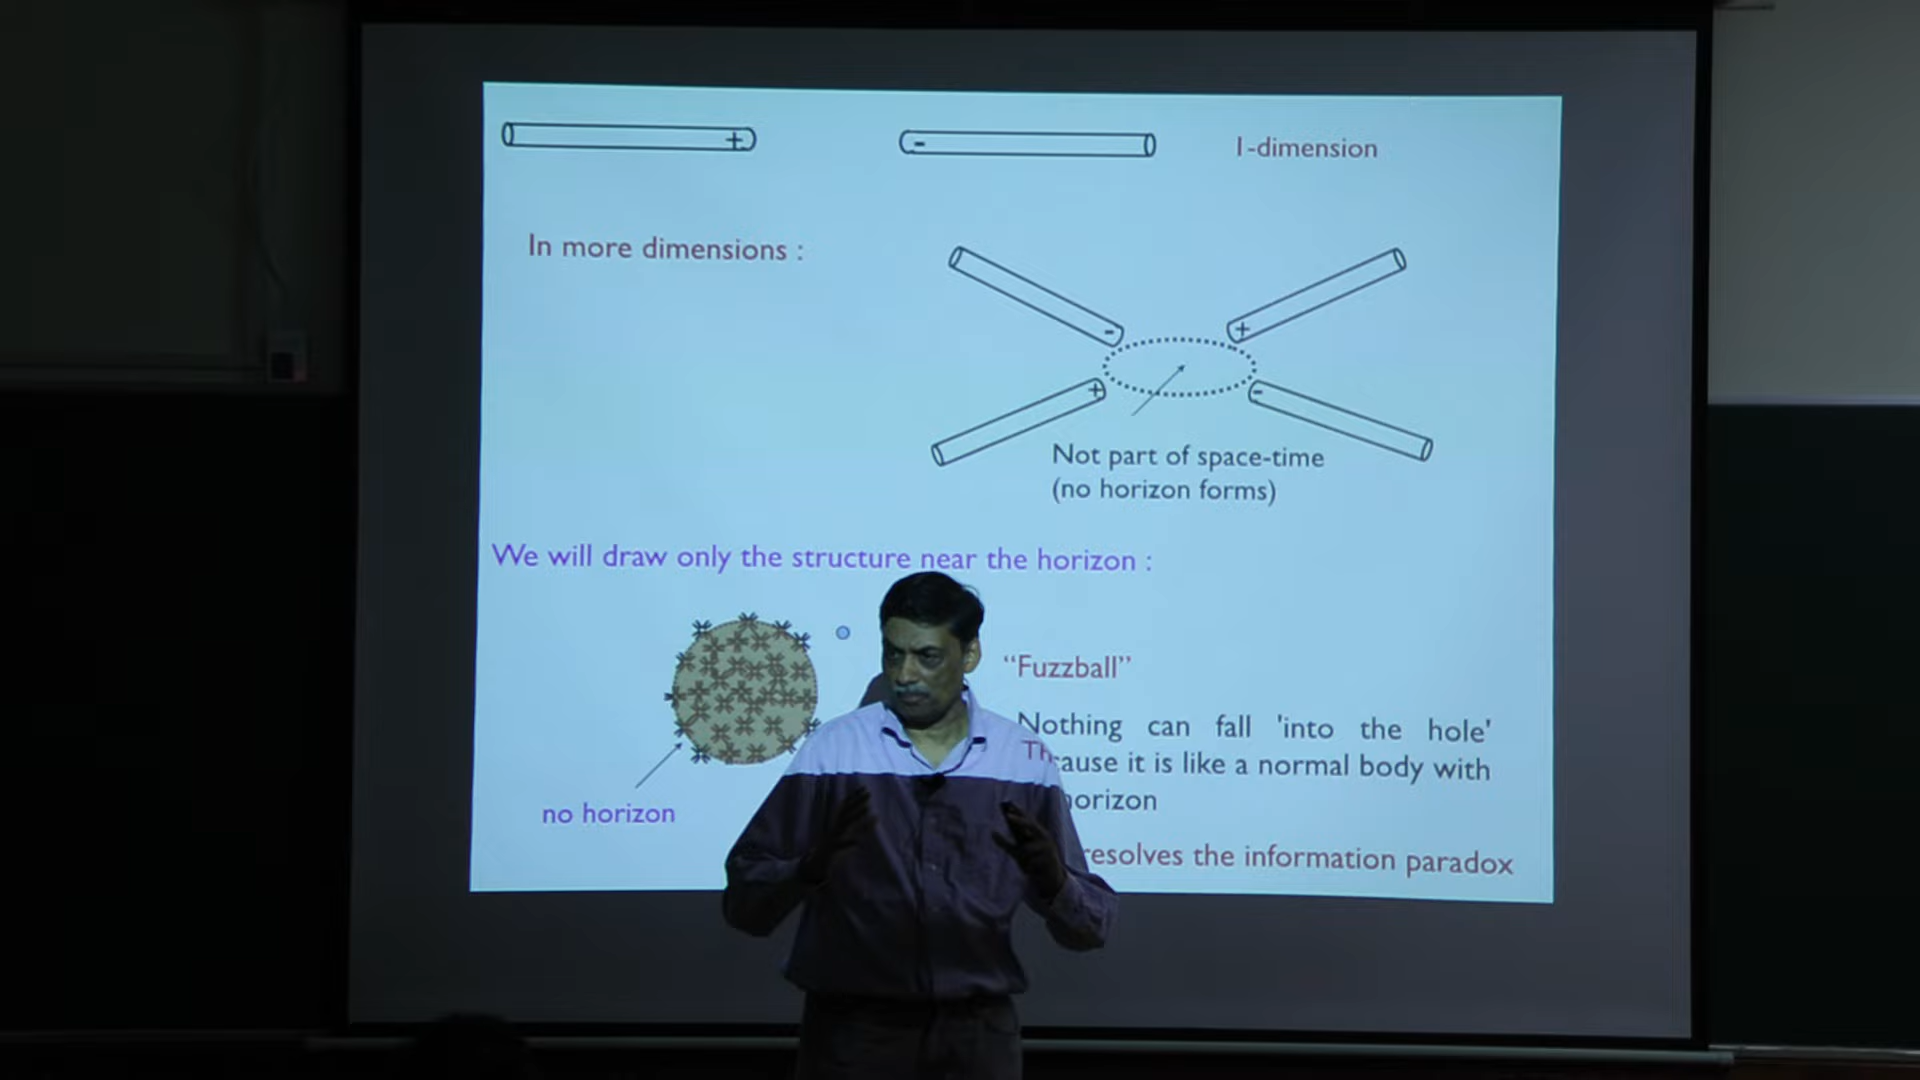 +
-
1-dimension
In more dimensions :
-
+
+
-
Not part of space-time
(no horizon forms)
We will draw only the structure near the horizon :
"Fuzzball"
Nothing can fall 'into the hole'
it is like a normal body with
no horizon
resolves the information paradox